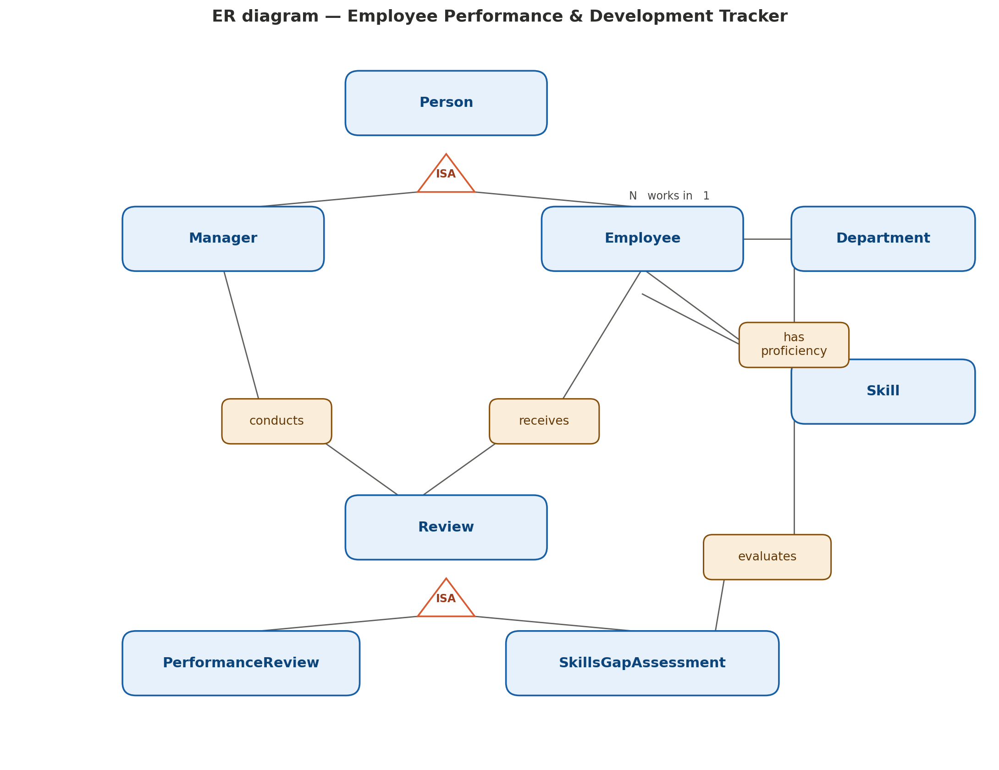 ER diagram — Employee Performance & Development Tracker
Person
ISA
N   works in   1
Manager
Employee
Department
has
proficiency
Skill
conducts
receives
Review
evaluates
ISA
PerformanceReview
SkillsGapAssessment